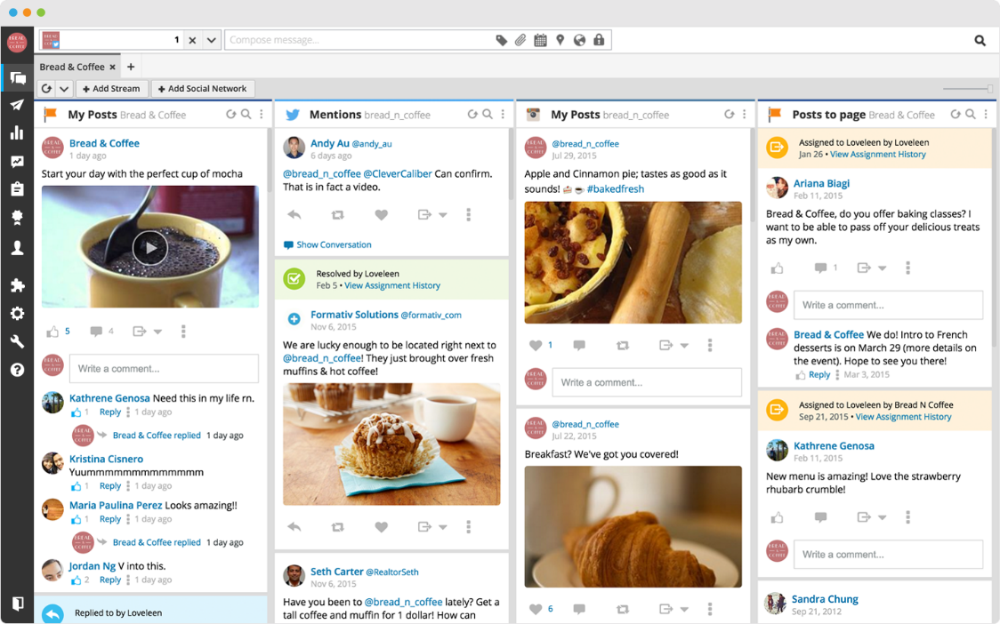 BREAD & COFFEE
1
Compose message...
Bread & Coffee
+ Add Stream
+ Add Social Network
My Posts Bread & Coffee
Bread & Coffee
1 day ago
Start your day with the perfect cup of mocha
5
4
Write a comment...
Kathrene Genosa Need this in my life rn.
1 Reply 1 day ago
Bread & Coffee replied 1 day ago
Kristina Cisnero
Yuummmmmmmmmmmmm
1 Reply 1 day ago
Maria Paulina Perez Looks amazing!!
1 Reply 1 day ago
Bread & Coffee replied 1 day ago
Jordan Ng V into this.
2 Reply 1 day ago
Replied to by Loveleen
Mentions bread_n_coffee
Andy Au @andy_au
6 days ago
@bread_n_coffee @CleverCaliber Can confirm.
That is in fact a video.
Show Conversation
Resolved by Loveleen
Feb 5 • View Assignment History
Formativ Solutions @formativ_com
Nov 6, 2015
We are lucky enough to be located right next to
@bread_n_coffee! They just brought over fresh
muffins & hot coffee!
Seth Carter @RealtorSeth
Nov 6, 2015
Have you been to @bread_n_coffee lately? Get a
tall coffee and muffin for 1 dollar! How can
My Posts bread_n_coffee
@bread_n_coffee
Jul 29, 2015
Apple and Cinnamon pie; tastes as good as it
sounds! 🍰 ☕ #bakedfresh
1
Write a comment...
@bread_n_coffee
Jul 22, 2015
Breakfast? We've got you covered!
6
Posts to page Bread & Coffee
Assigned to Loveleen by Loveleen
Jan 26 • View Assignment History
Ariana Biagi
Feb 11, 2015
Bread & Coffee, do you offer baking classes? I
want to be able to pass off your delicious treats
as my own.
1
Write a comment...
Bread & Coffee We do! Intro to French
desserts is on March 29 (more details on
the event). Hope to see you there!
Reply Mar 3, 2015
Assigned to Loveleen by Bread N Coffee
Sep 21, 2015 • View Assignment History
Kathrene Genosa
Feb 11, 2015
New menu is amazing! Love the strawberry
rhubarb crumble!
Write a comment...
Sandra Chung
Sep 21, 2012